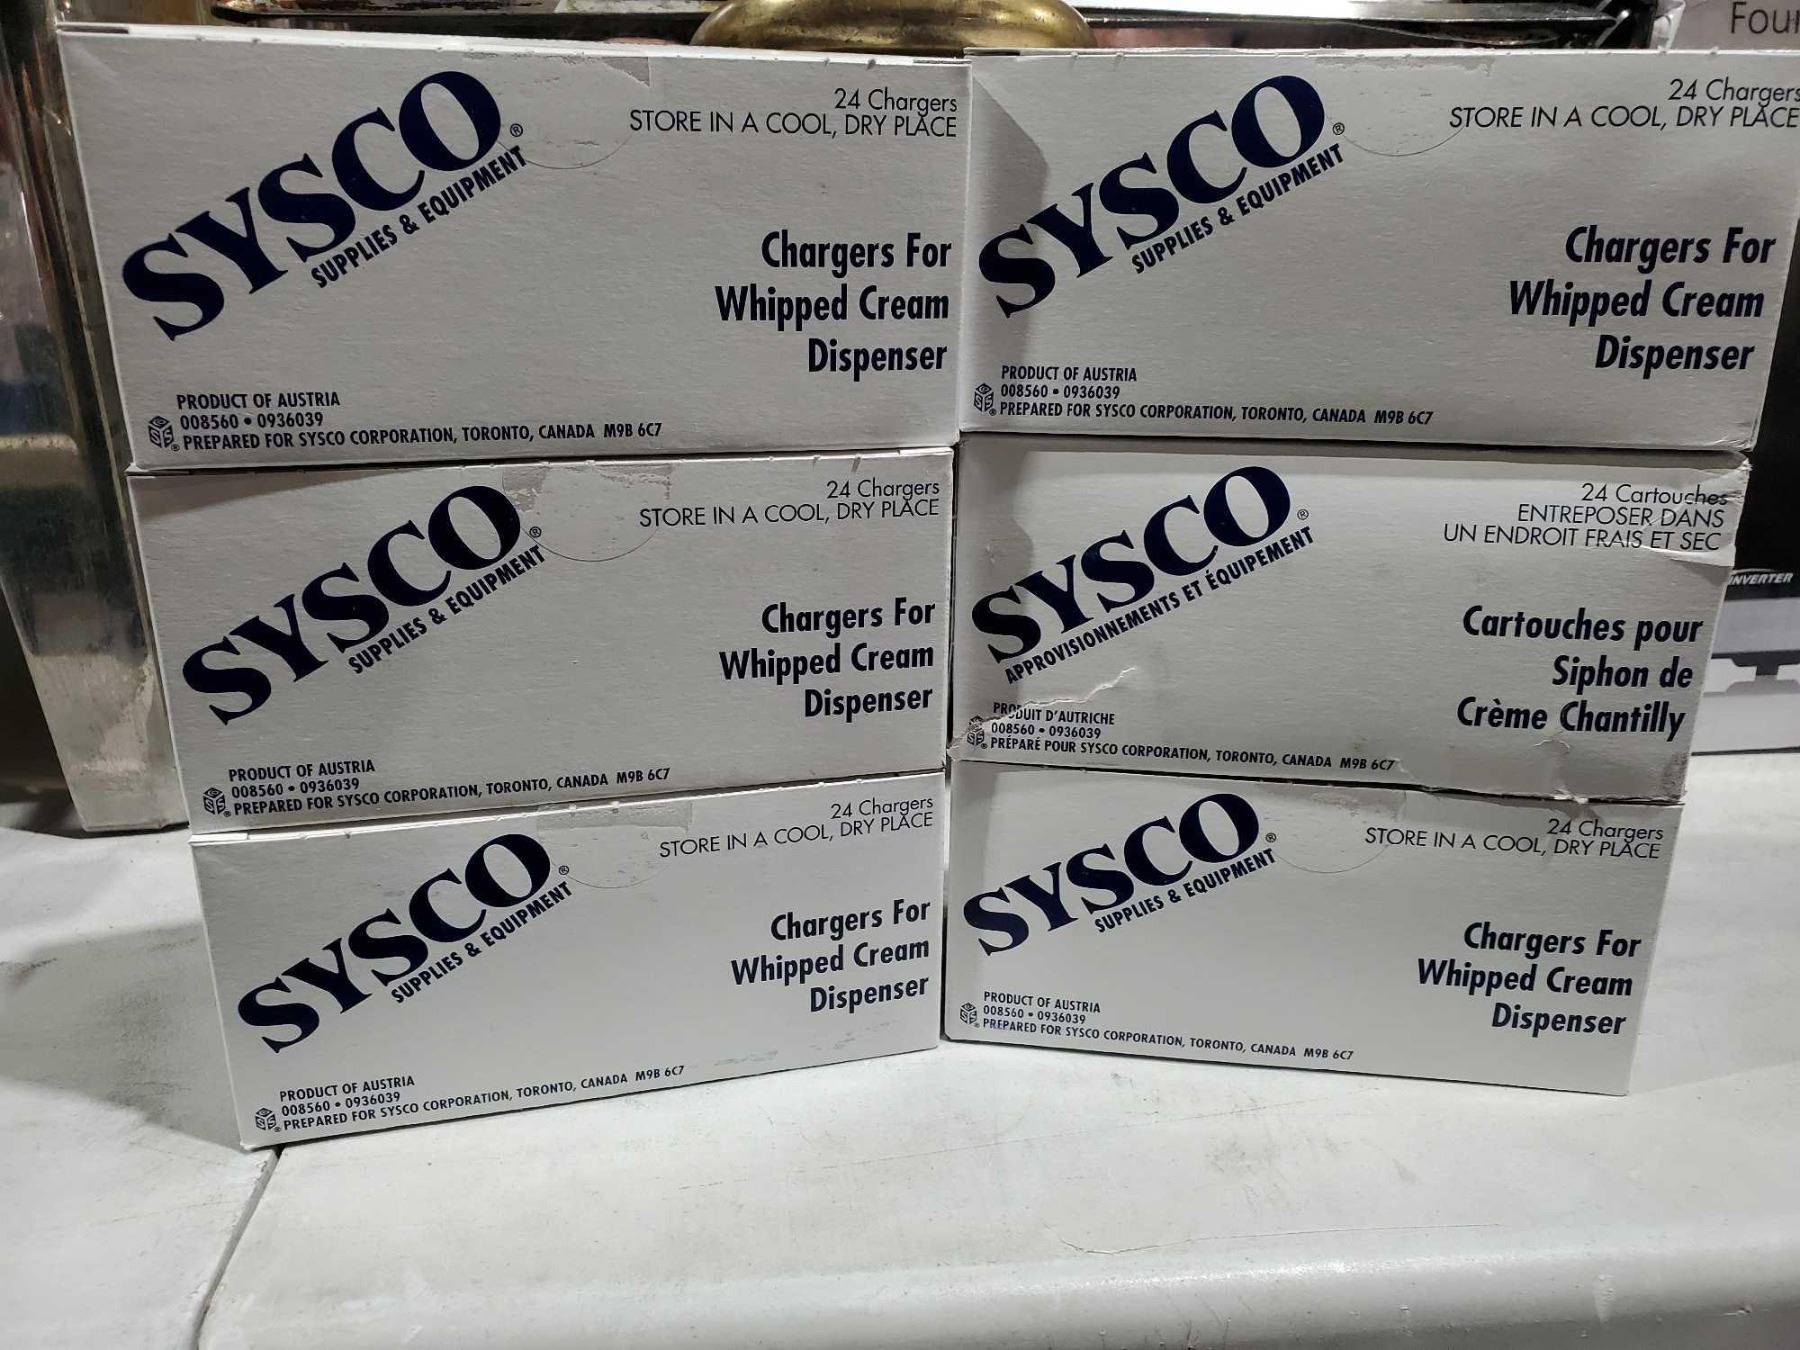 SYSCO®
SUPPLIES & EQUIPMENT
24 Chargers
STORE IN A COOL, DRY PLACE
Chargers For
Whipped Cream
Dispenser
PRODUCT OF AUSTRIA
008560 • 0936039
PREPARED FOR SYSCO CORPORATION, TORONTO, CANADA M9B 6C7
SYSCO®
SUPPLIES & EQUIPMENT
24 Chargers
STORE IN A COOL, DRY PLACE
Chargers For
Whipped Cream
Dispenser
PRODUCT OF AUSTRIA
008560 • 0936039
PREPARED FOR SYSCO CORPORATION, TORONTO, CANADA M9B 6C7
SYSCO®
SUPPLIES & EQUIPMENT
24 Chargers
STORE IN A COOL, DRY PLACE
Chargers For
Whipped Cream
Dispenser
PRODUCT OF AUSTRIA
008560 • 0936039
PREPARED FOR SYSCO CORPORATION, TORONTO, CANADA M9B 6C7
SYSCO®
APPROVISIONNEMENTS ET ÉQUIPEMENT
24 Cartouches
ENTREPOSER DANS
UN ENDROIT FRAIS ET SEC
Cartouches pour
Siphon de
Crème Chantilly
PRODUIT D'AUTRICHE
008560 • 0936039
PRÉPARÉ POUR SYSCO CORPORATION, TORONTO, CANADA M9B 6C7
SYSCO®
SUPPLIES & EQUIPMENT
24 Chargers
STORE IN A COOL, DRY PLACE
Chargers For
Whipped Cream
Dispenser
PRODUCT OF AUSTRIA
008560 • 0936039
PREPARED FOR SYSCO CORPORATION, TORONTO, CANADA M9B 6C7
SYSCO®
SUPPLIES & EQUIPMENT
24 Chargers
STORE IN A COOL, DRY PLACE
Chargers For
Whipped Cream
Dispenser
PRODUCT OF AUSTRIA
008560 • 0936039
PREPARED FOR SYSCO CORPORATION, TORONTO, CANADA M9B 6C7
Four
INVERTER